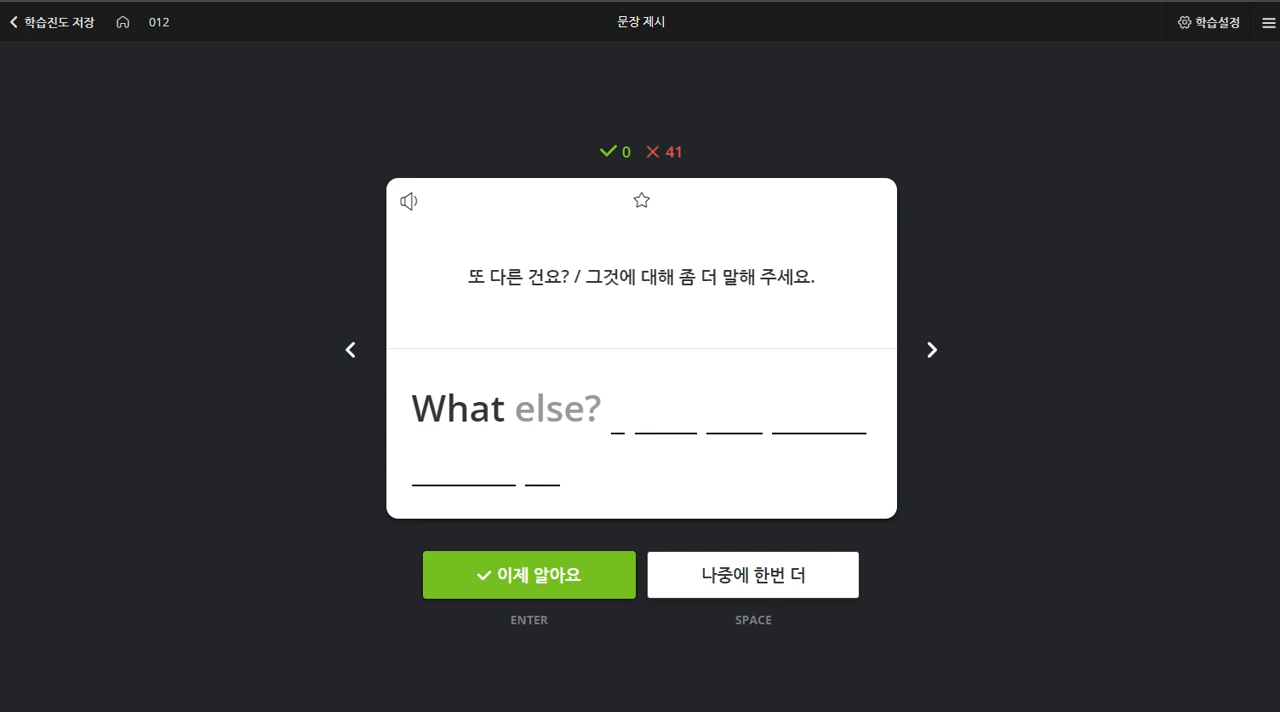 학습진도 저장
012
문장 제시
학습설정
0
41
또 다른 건요? / 그것에 대해 좀 더 말해 주세요.
What else?
이제 알아요
나중에 한번 더
ENTER
SPACE